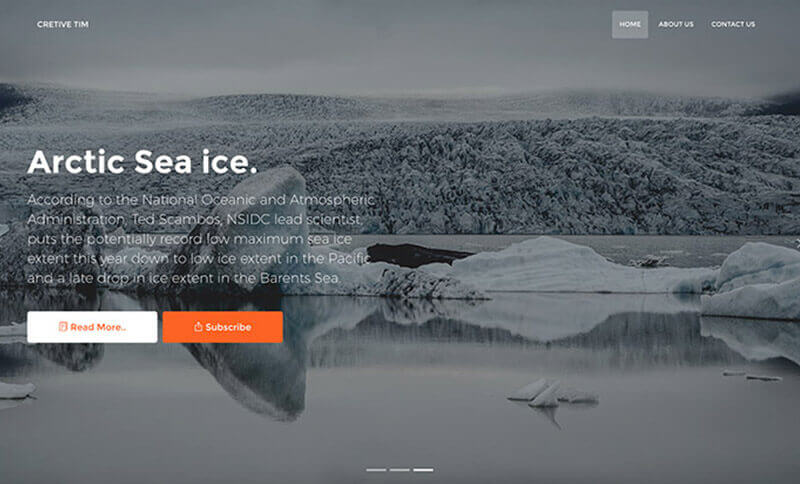 CRETIVE TIM
HOME ABOUT US CONTACT US
Arctic Sea ice.
According to the National Oceanic and Atmospheric
Administration, Ted Scambos, NSIDC lead scientist,
puts the potentially record low maximum sea ice
extent this year down to low ice extent in the Pacific
and a late drop in ice extent in the Barents Sea.
Read More.. Subscribe